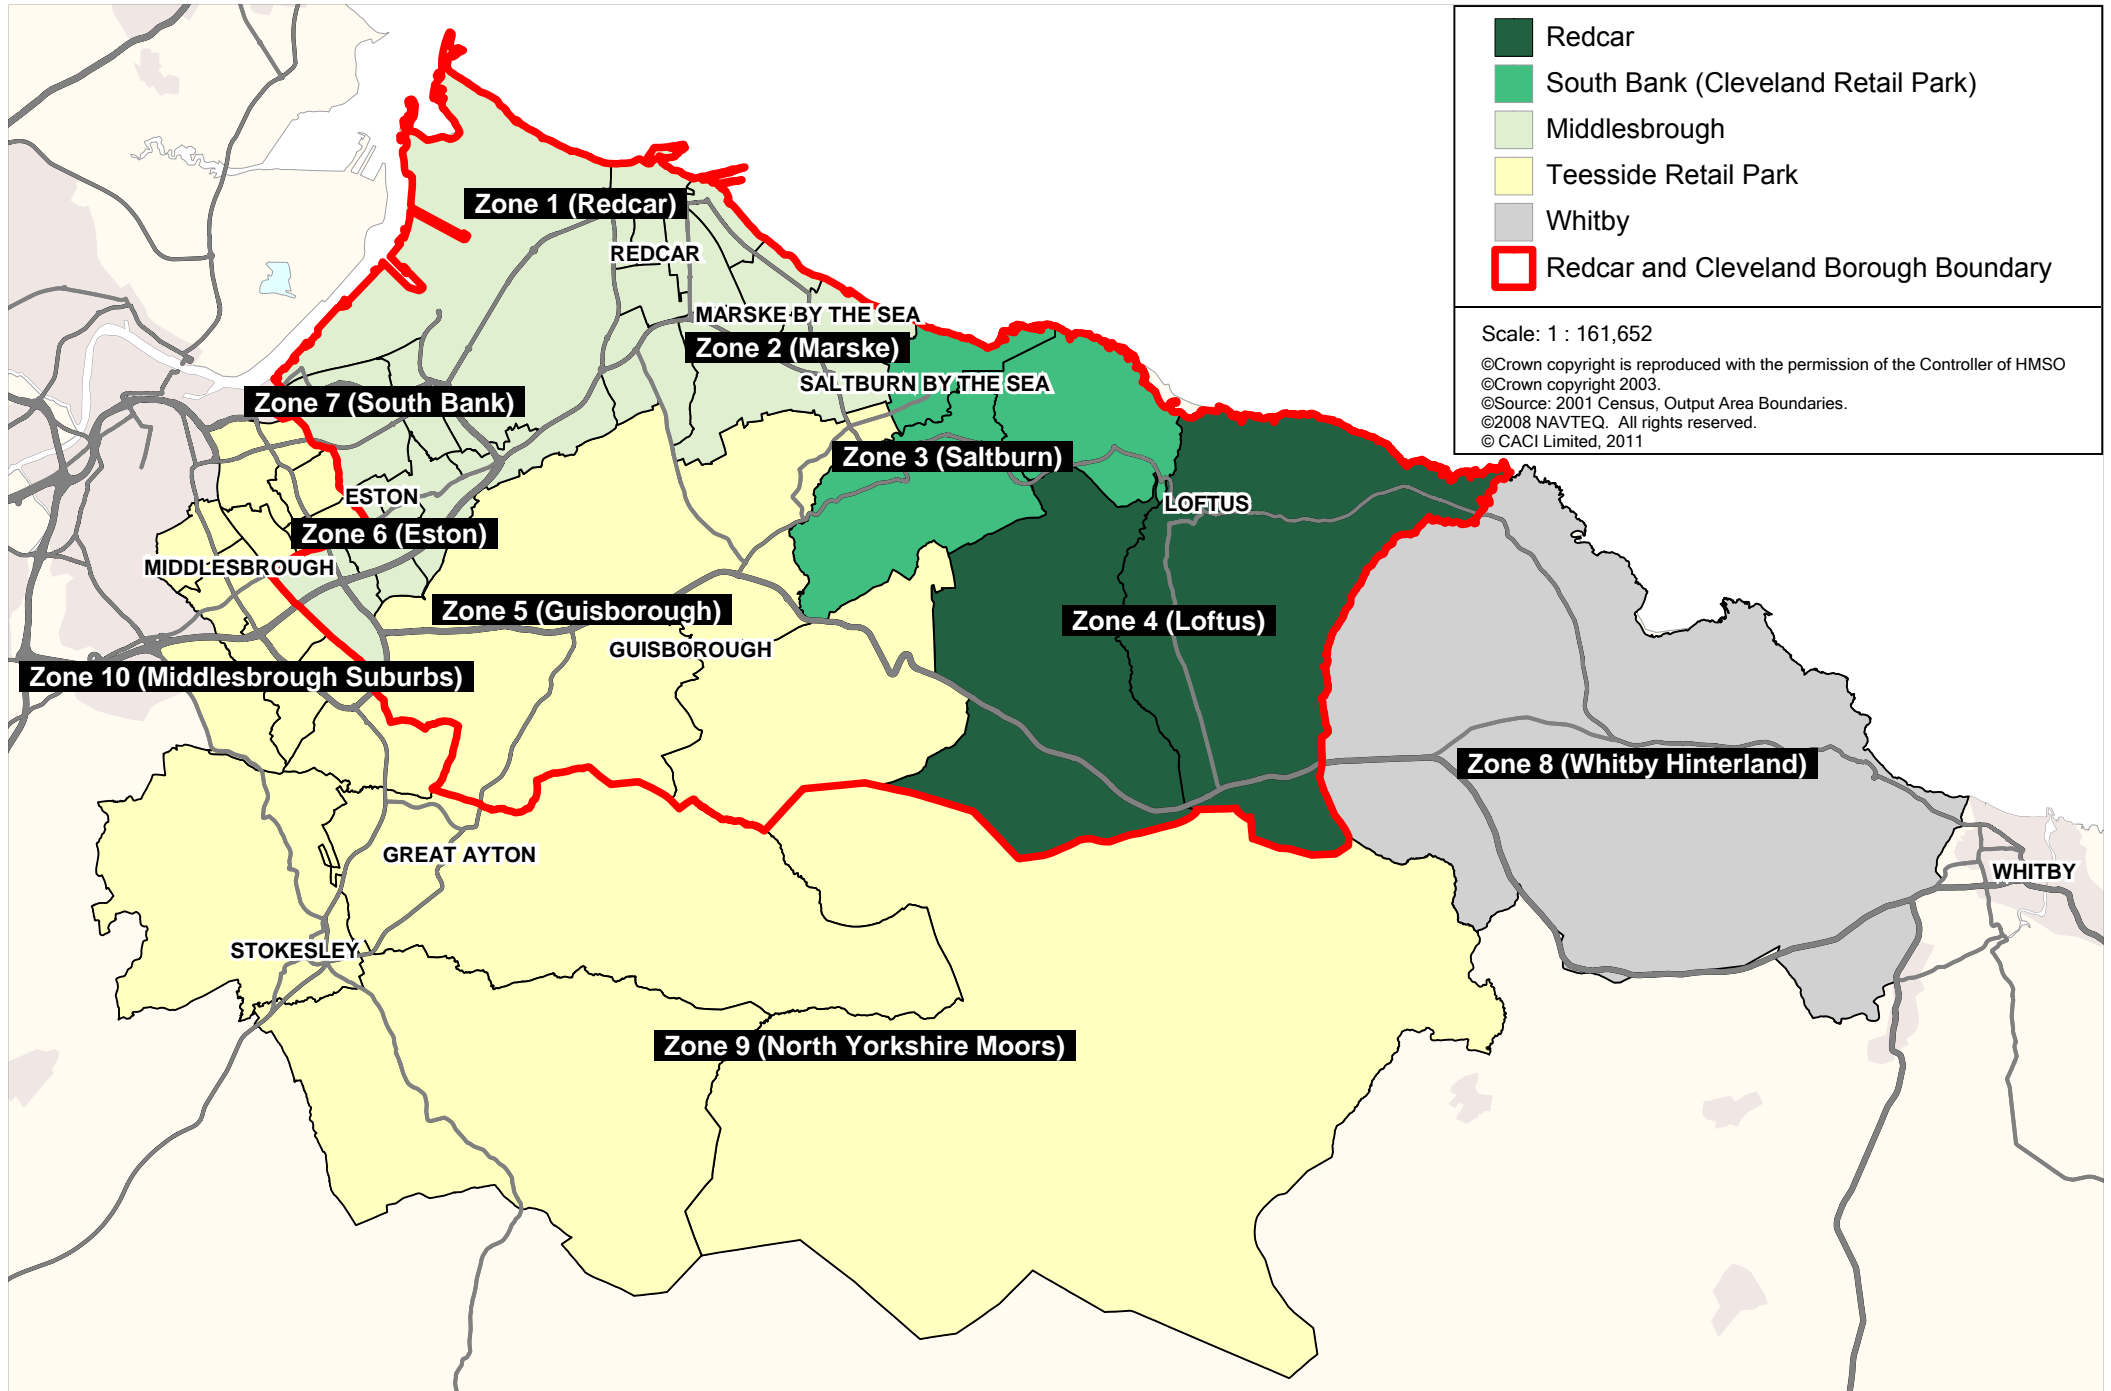 Redcar
South Bank (Cleveland Retail Park)
Middlesbrough
Teesside Retail Park
Whitby
Redcar and Cleveland Borough Boundary
Scale: 1 : 161,652
©Crown copyright is reproduced with the permission of the Controller of HMSO
©Crown copyright 2003.
©Source: 2001 Census, Output Area Boundaries.
©2008 NAVTEQ. All rights reserved.
© CACI Limited, 2011
Zone 1 (Redcar)
REDCAR
MARSKE BY THE SEA
Zone 2 (Marske)
SALTBURN BY THE SEA
Zone 7 (South Bank)
Zone 3 (Saltburn)
ESTON
LOFTUS
Zone 6 (Eston)
MIDDLESBROUGH
Zone 5 (Guisborough)
Zone 4 (Loftus)
GUISBOROUGH
Zone 10 (Middlesbrough Suburbs)
Zone 8 (Whitby Hinterland)
GREAT AYTON
WHITBY
STOKESLEY
Zone 9 (North Yorkshire Moors)